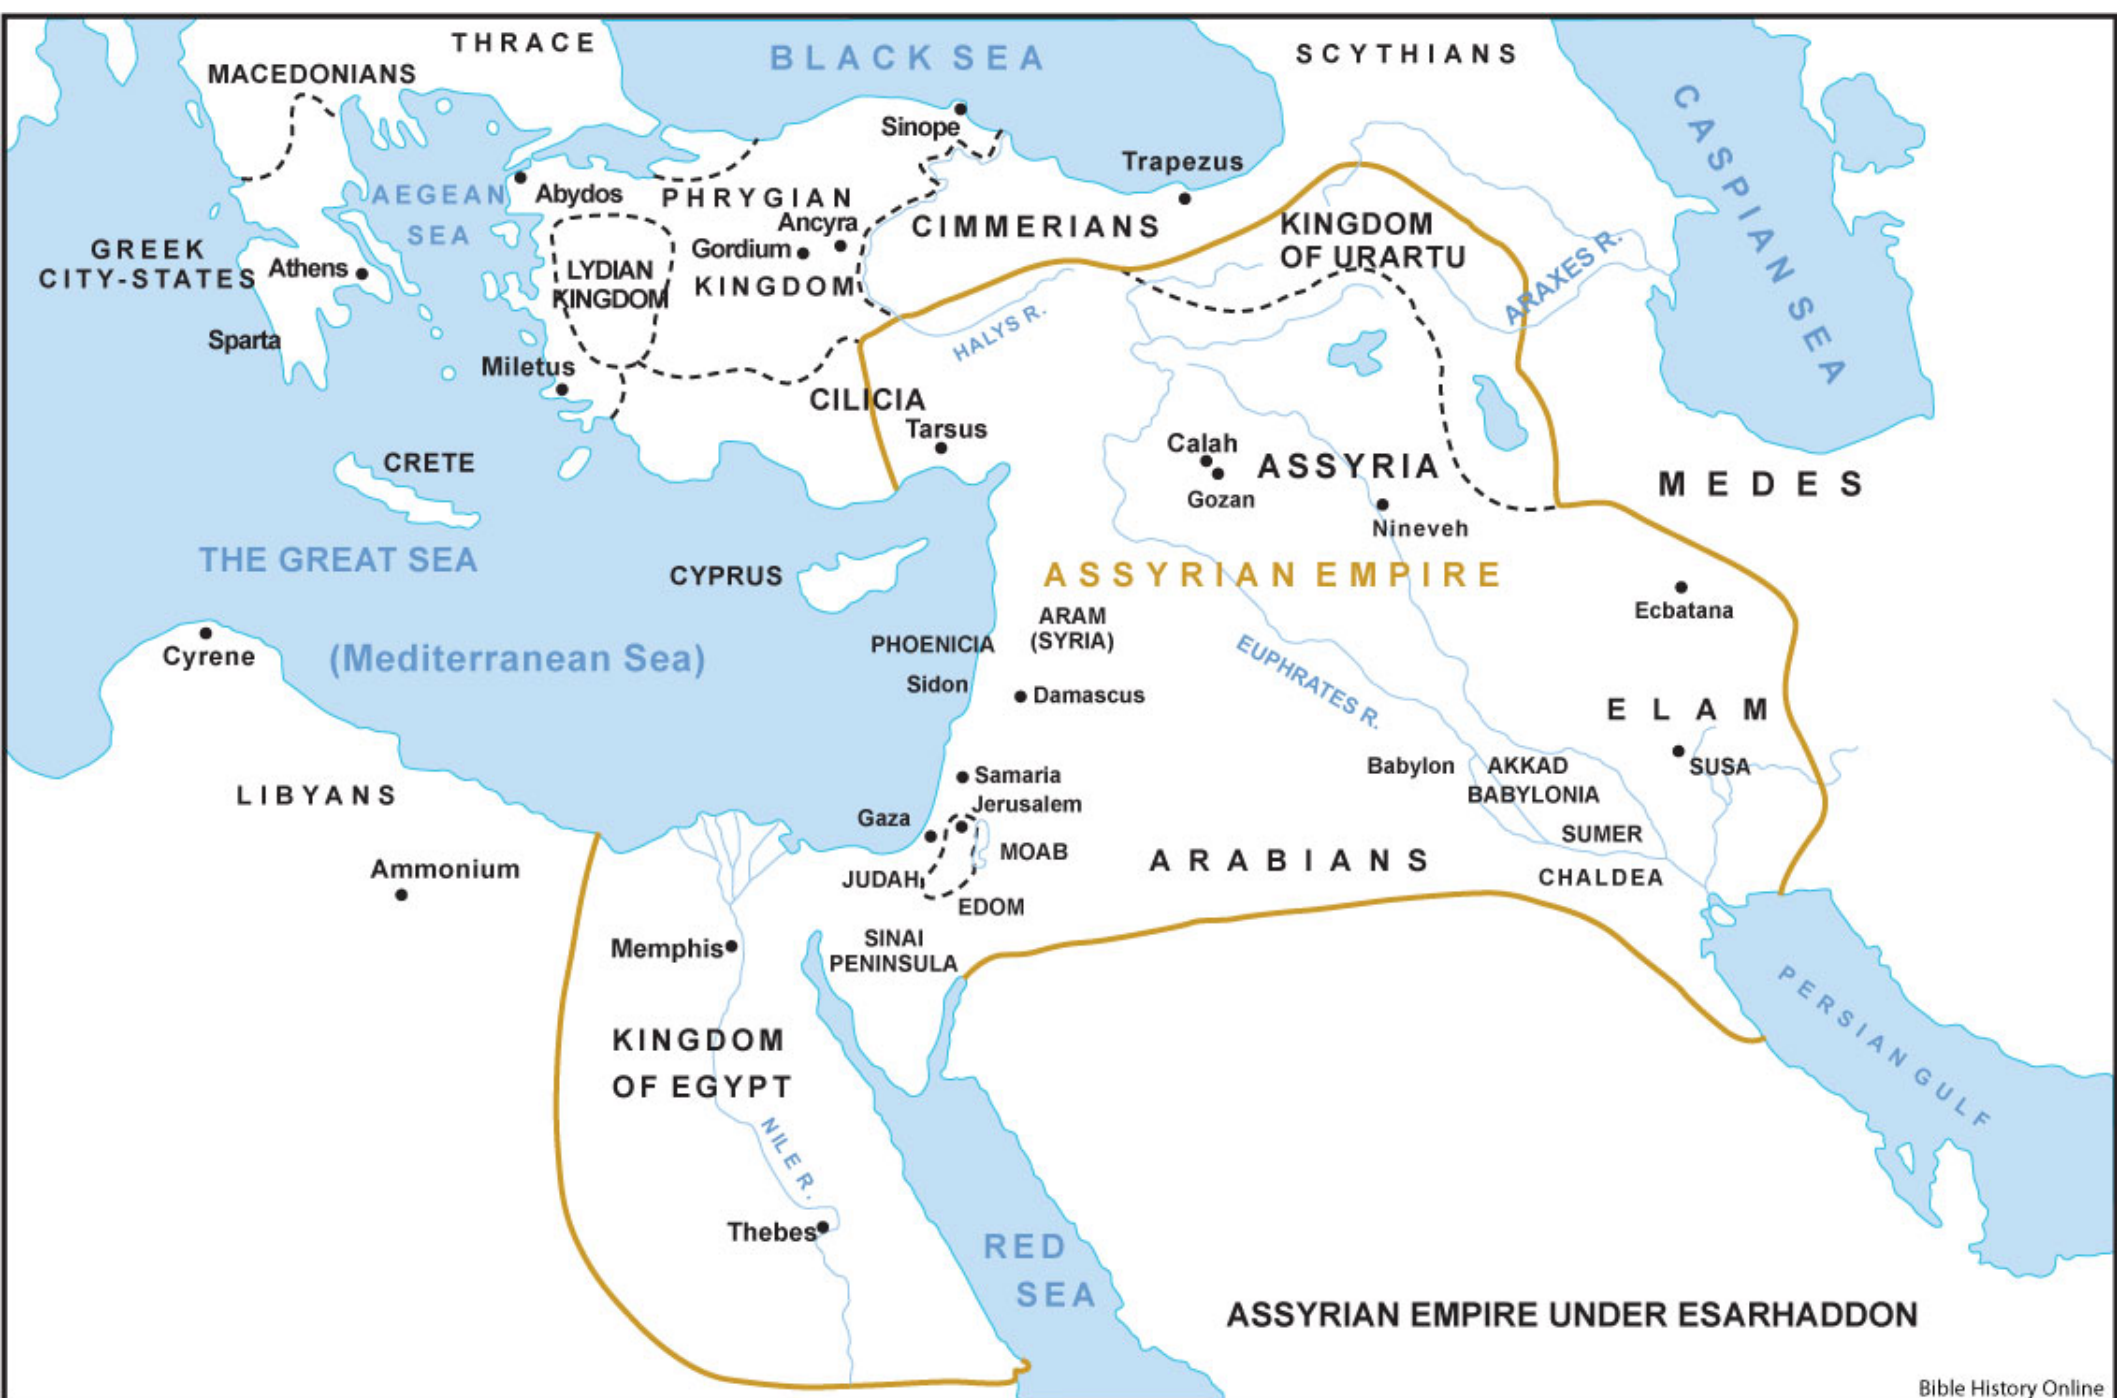 THRACE
BLACK SEA
SCYTHIANS
MACEDONIANS
CASPIAN SEA
Sinope
Trapezus
AEGEAN
SEA
Abydos
PHRYGIAN
KINGDOM
Ancyra
Gordium
CIMMERIANS
KINGDOM
OF URARTU
ARAXES R.
GREEK
CITY-STATES
Athens
LYDIAN
KINGDOM
Sparta
HALYS R.
Miletus
CILICIA
Tarsus
CRETE
Calah
Gozan
ASSYRIA
MEDES
Nineveh
THE GREAT SEA
(Mediterranean Sea)
CYPRUS
ASSYRIAN EMPIRE
Ecbatana
ARAM
(SYRIA)
PHOENICIA
Sidon
Cyrene
EUPHRATES R.
Damascus
ELAM
SUSA
Babylon
AKKAD
BABYLONIA
SUMER
CHALDEA
LIBYANS
Samaria
Jerusalem
Gaza
MOAB
JUDAH
EDOM
ARABIANS
Ammonium
SINAI
PENINSULA
Memphis
KINGDOM
OF EGYPT
PERSIAN GULF
NILE R.
Thebes
RED
SEA
ASSYRIAN EMPIRE UNDER ESARHADDON
Bible History Online